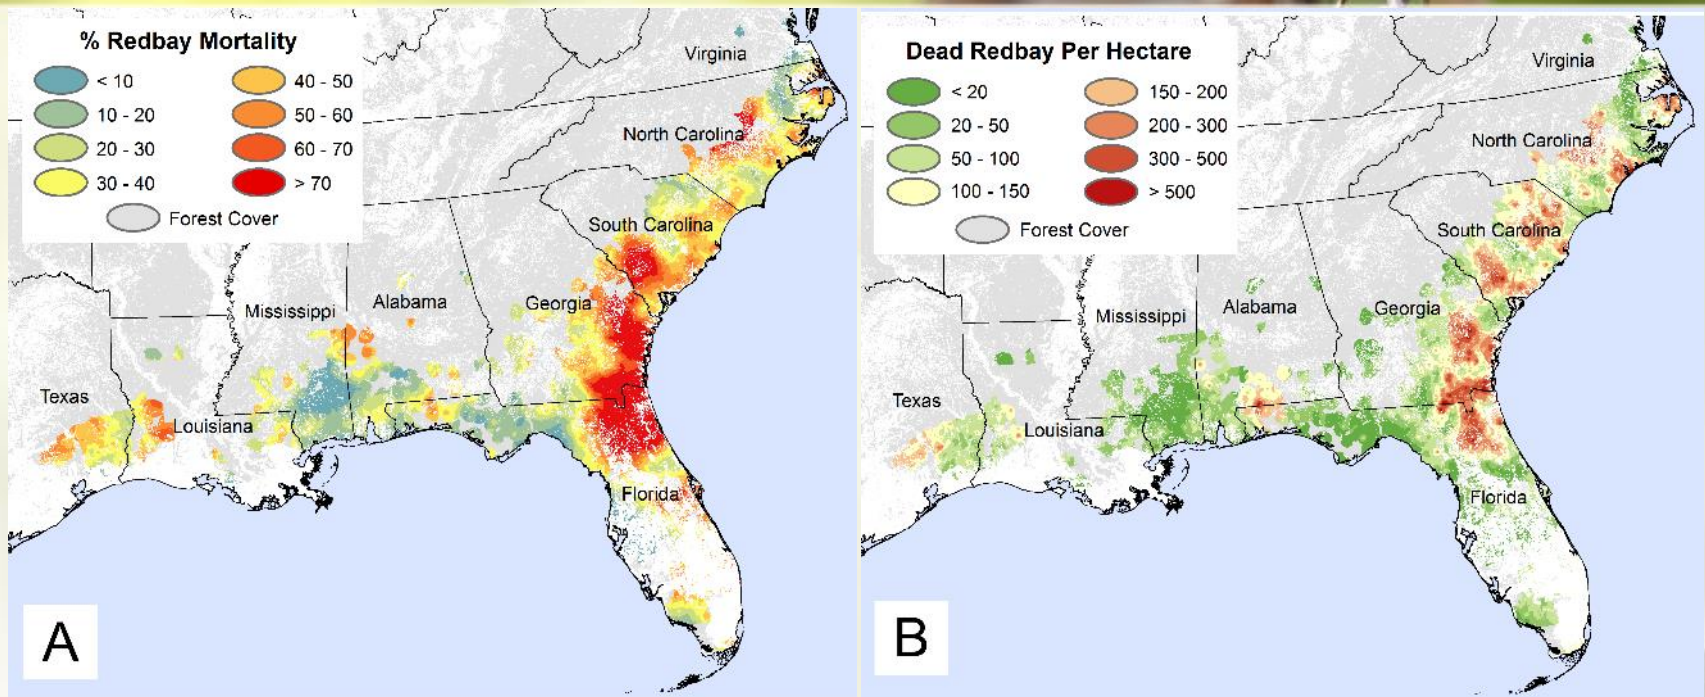 % Redbay Mortality
< 10
40 - 50
10 - 20
50 - 60
20 - 30
60 - 70
30 - 40
> 70
Forest Cover
Virginia
North Carolina
South Carolina
Georgia
Alabama
Mississippi
Texas
Louisiana
Florida
A
Dead Redbay Per Hectare
< 20
150 - 200
20 - 50
200 - 300
50 - 100
300 - 500
100 - 150
> 500
Forest Cover
Virginia
North Carolina
South Carolina
Georgia
Alabama
Mississippi
Texas
Louisiana
Florida
B